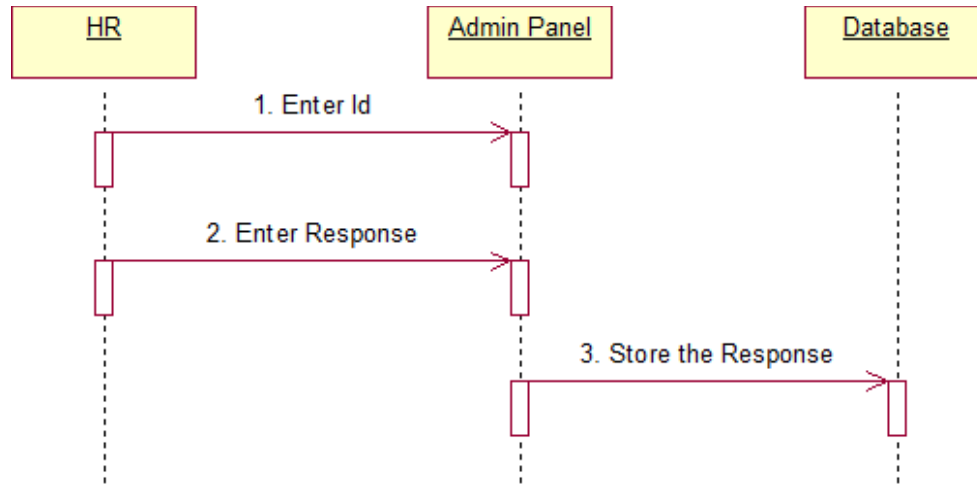 HR
Admin Panel
Database
1. Enter Id
2. Enter Response
3. Store the Response